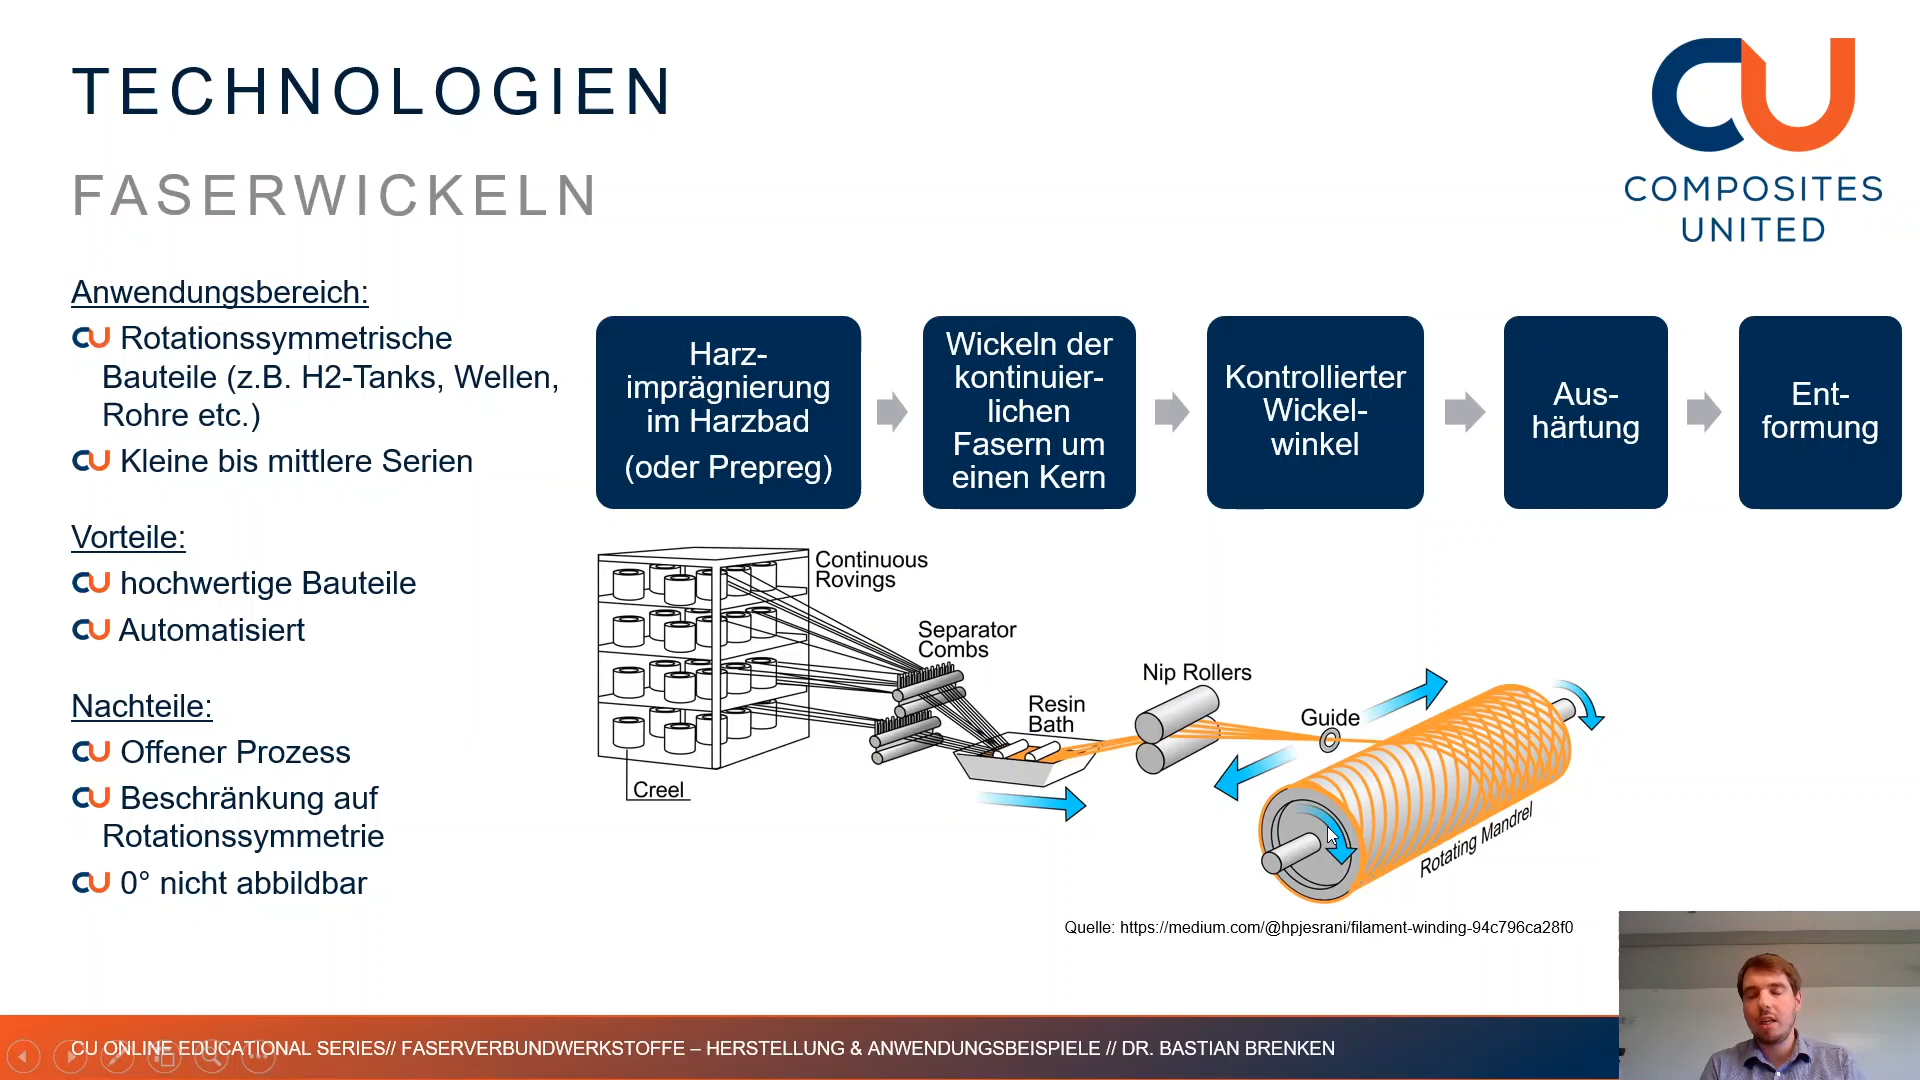 TECHNOLOGIEN
FASERWICKELN
CU
COMPOSITES
UNITED
Anwendungsbereich:
CU Rotationssymmetrische
Bauteile (z.B. H2-Tanks, Wellen,
Rohre etc.)
CU Kleine bis mittlere Serien
Vorteile:
CU hochwertige Bauteile
CU Automatisiert
Nachteile:
CU Offener Prozess
CU Beschränkung auf
Rotationssymmetrie
CU 0° nicht abbildbar
Harz-
imprägnierung
im Harzbad
(oder Prepreg)
Wickeln der
kontinuier-
lichen
Fasern um
einen Kern
Kontrollierter
Wickel-
winkel
Aus-
härtung
Ent-
formung
Continuous
Rovings
Separator
Combs
Resin
Bath
Nip Rollers
Guide
Creel
Rotating Mandrel
Quelle: https://medium.com/@hpjesrani/filament-winding-94c796ca28f0
CU ONLINE EDUCATIONAL SERIES// FASERVERBUNDWERKSTOFFE – HERSTELLUNG & ANWENDUNGSBEISPIELE // DR. BASTIAN BRENKEN